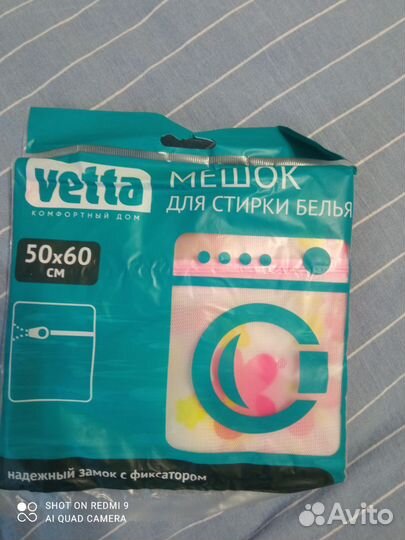 vetta
КОМФОРТНЫЙ ДОМ
МЕШОК
ДЛЯ СТИРКИ БЕЛЬЯ
50х60
СМ
надежный замок с фиксатором
SHOT ON REDMI 9
AI QUAD CAMERA
Avito